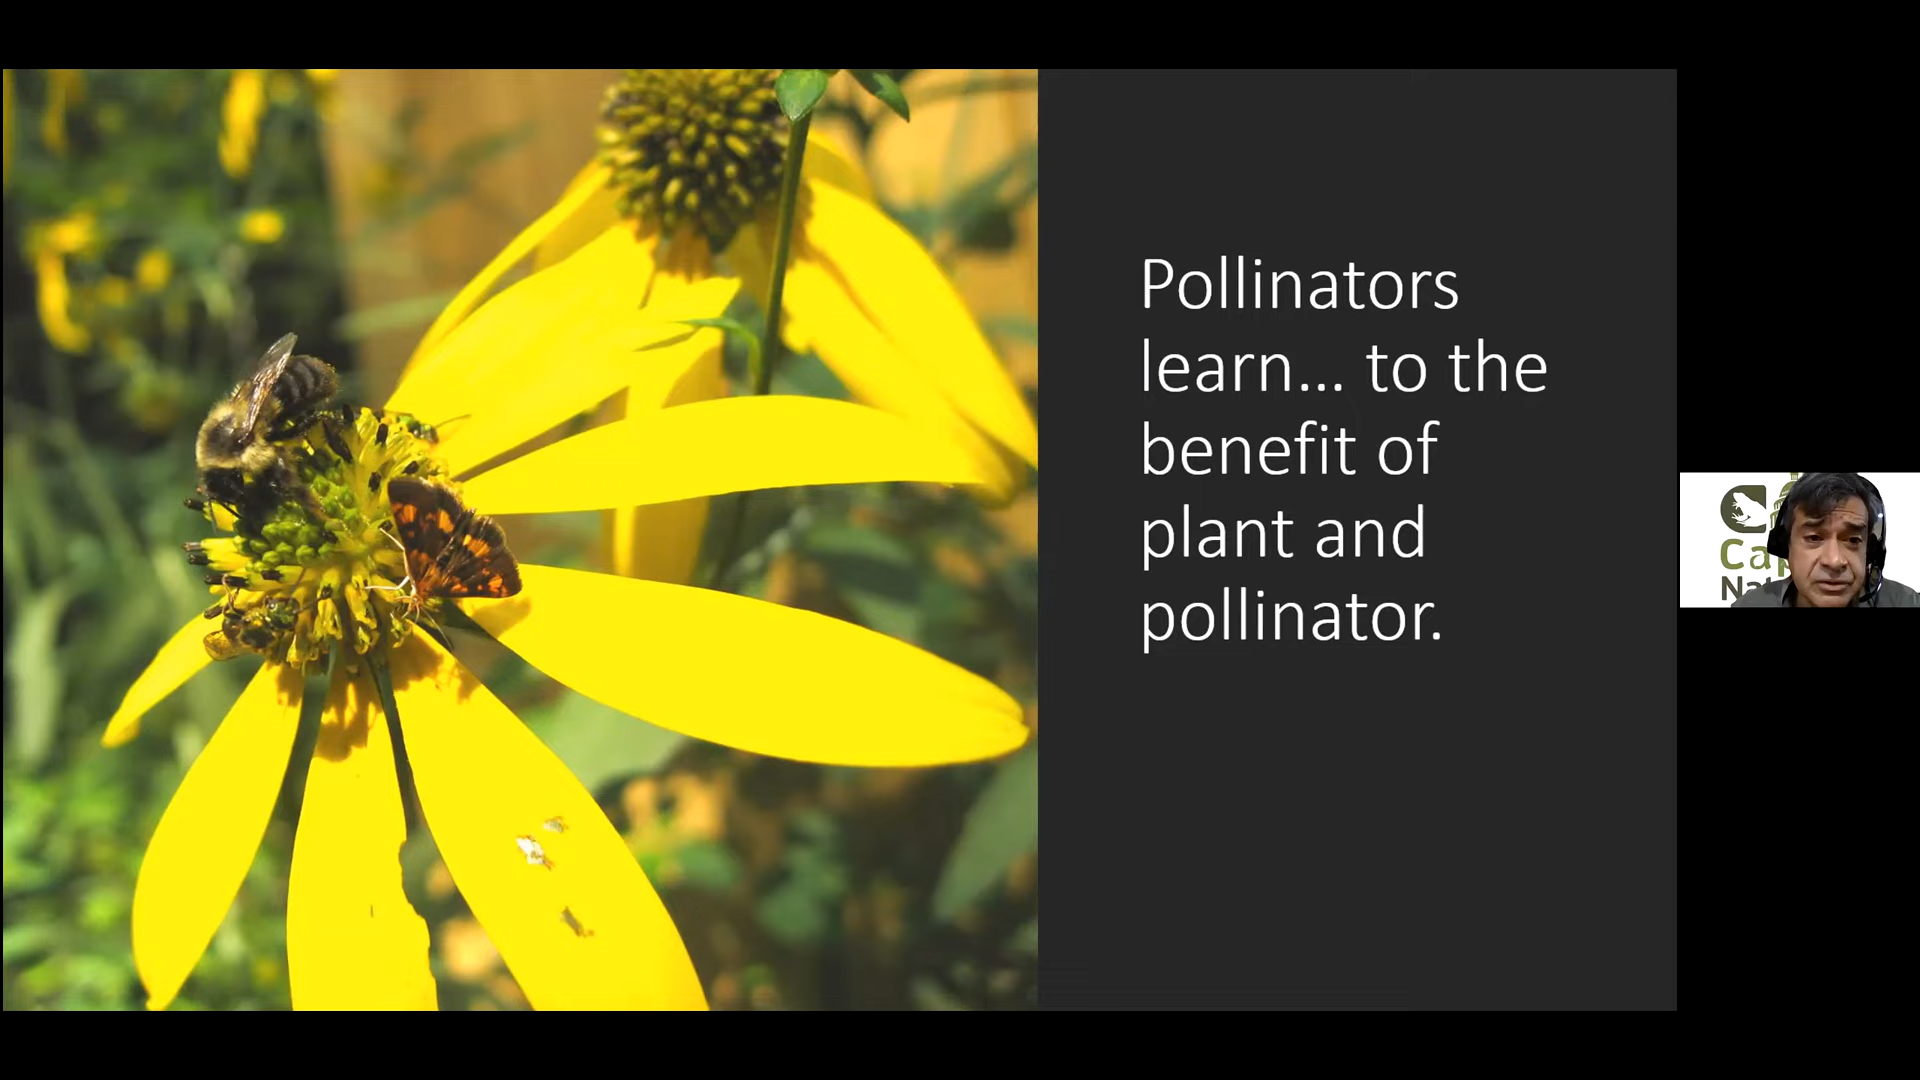 Pollinators
learn... to the
benefit of
plant and
pollinator.